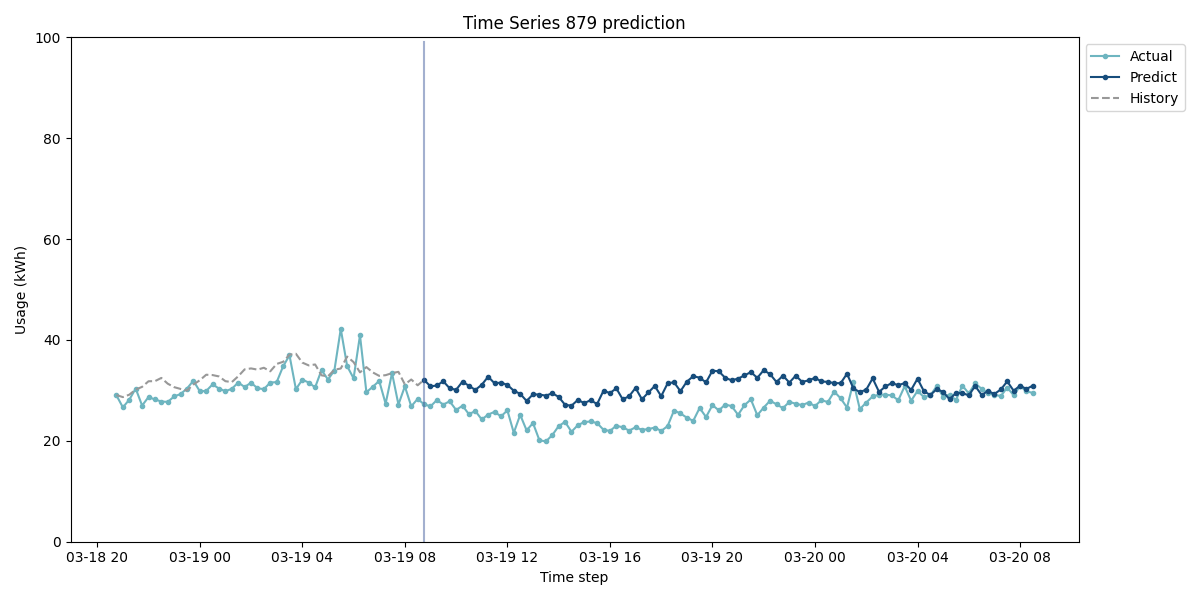 Time Series 879 prediction
Usage (kWh)
100
80
60
40
20
0
03-18 20
03-19 00
03-19 04
03-19 08
03-19 12
03-19 16
03-19 20
03-20 00
03-20 04
03-20 08
Time step
Actual
Predict
History